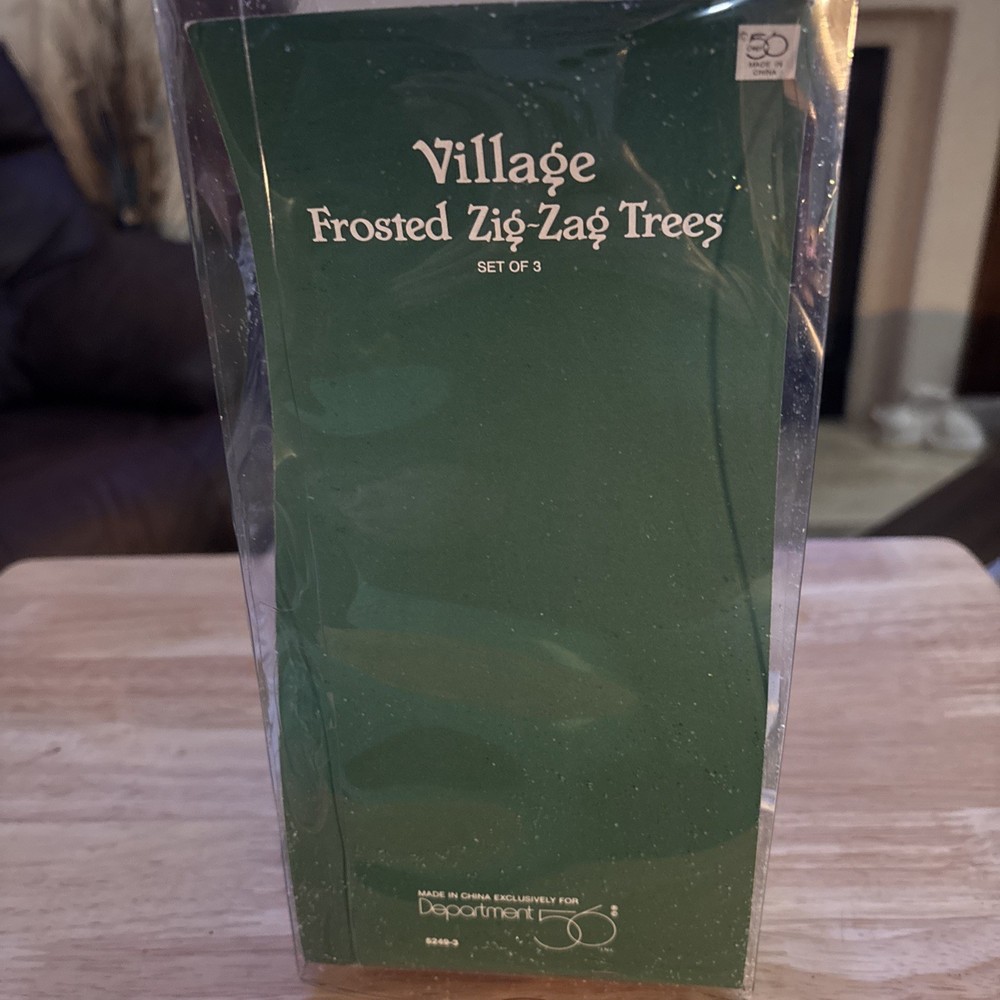 56
MADE IN
CHINA
Village
Frosted Zig-Zag Trees
SET OF 3
MADE IN CHINA EXCLUSIVELY FOR
Department 56
5249-3